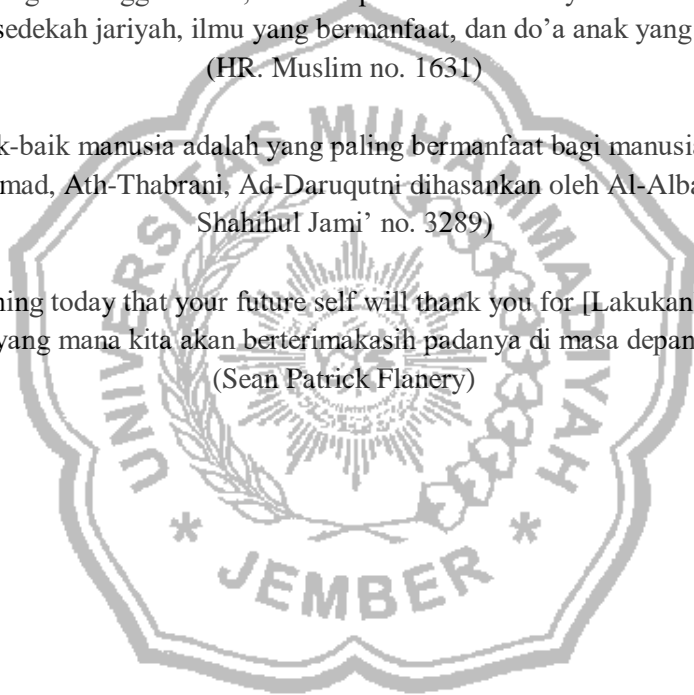 sedekah jariyah, ilmu yang bermanfaat, dan do’a anak yang
(HR. Muslim no. 1631)
k-baik manusia adalah yang paling bermanfaat bagi manusia
mad, Ath-Thabrani, Ad-Daruqutni dihasankan oleh Al-Alba
Shahihul Jami’ no. 3289)
ning today that your future self will thank you for [Lakukan
yang mana kita akan berterimakasih padanya di masa depan
(Sean Patrick Flanery)
UNIVERSITAS MUHAMMADIYAH
* JEMBER *